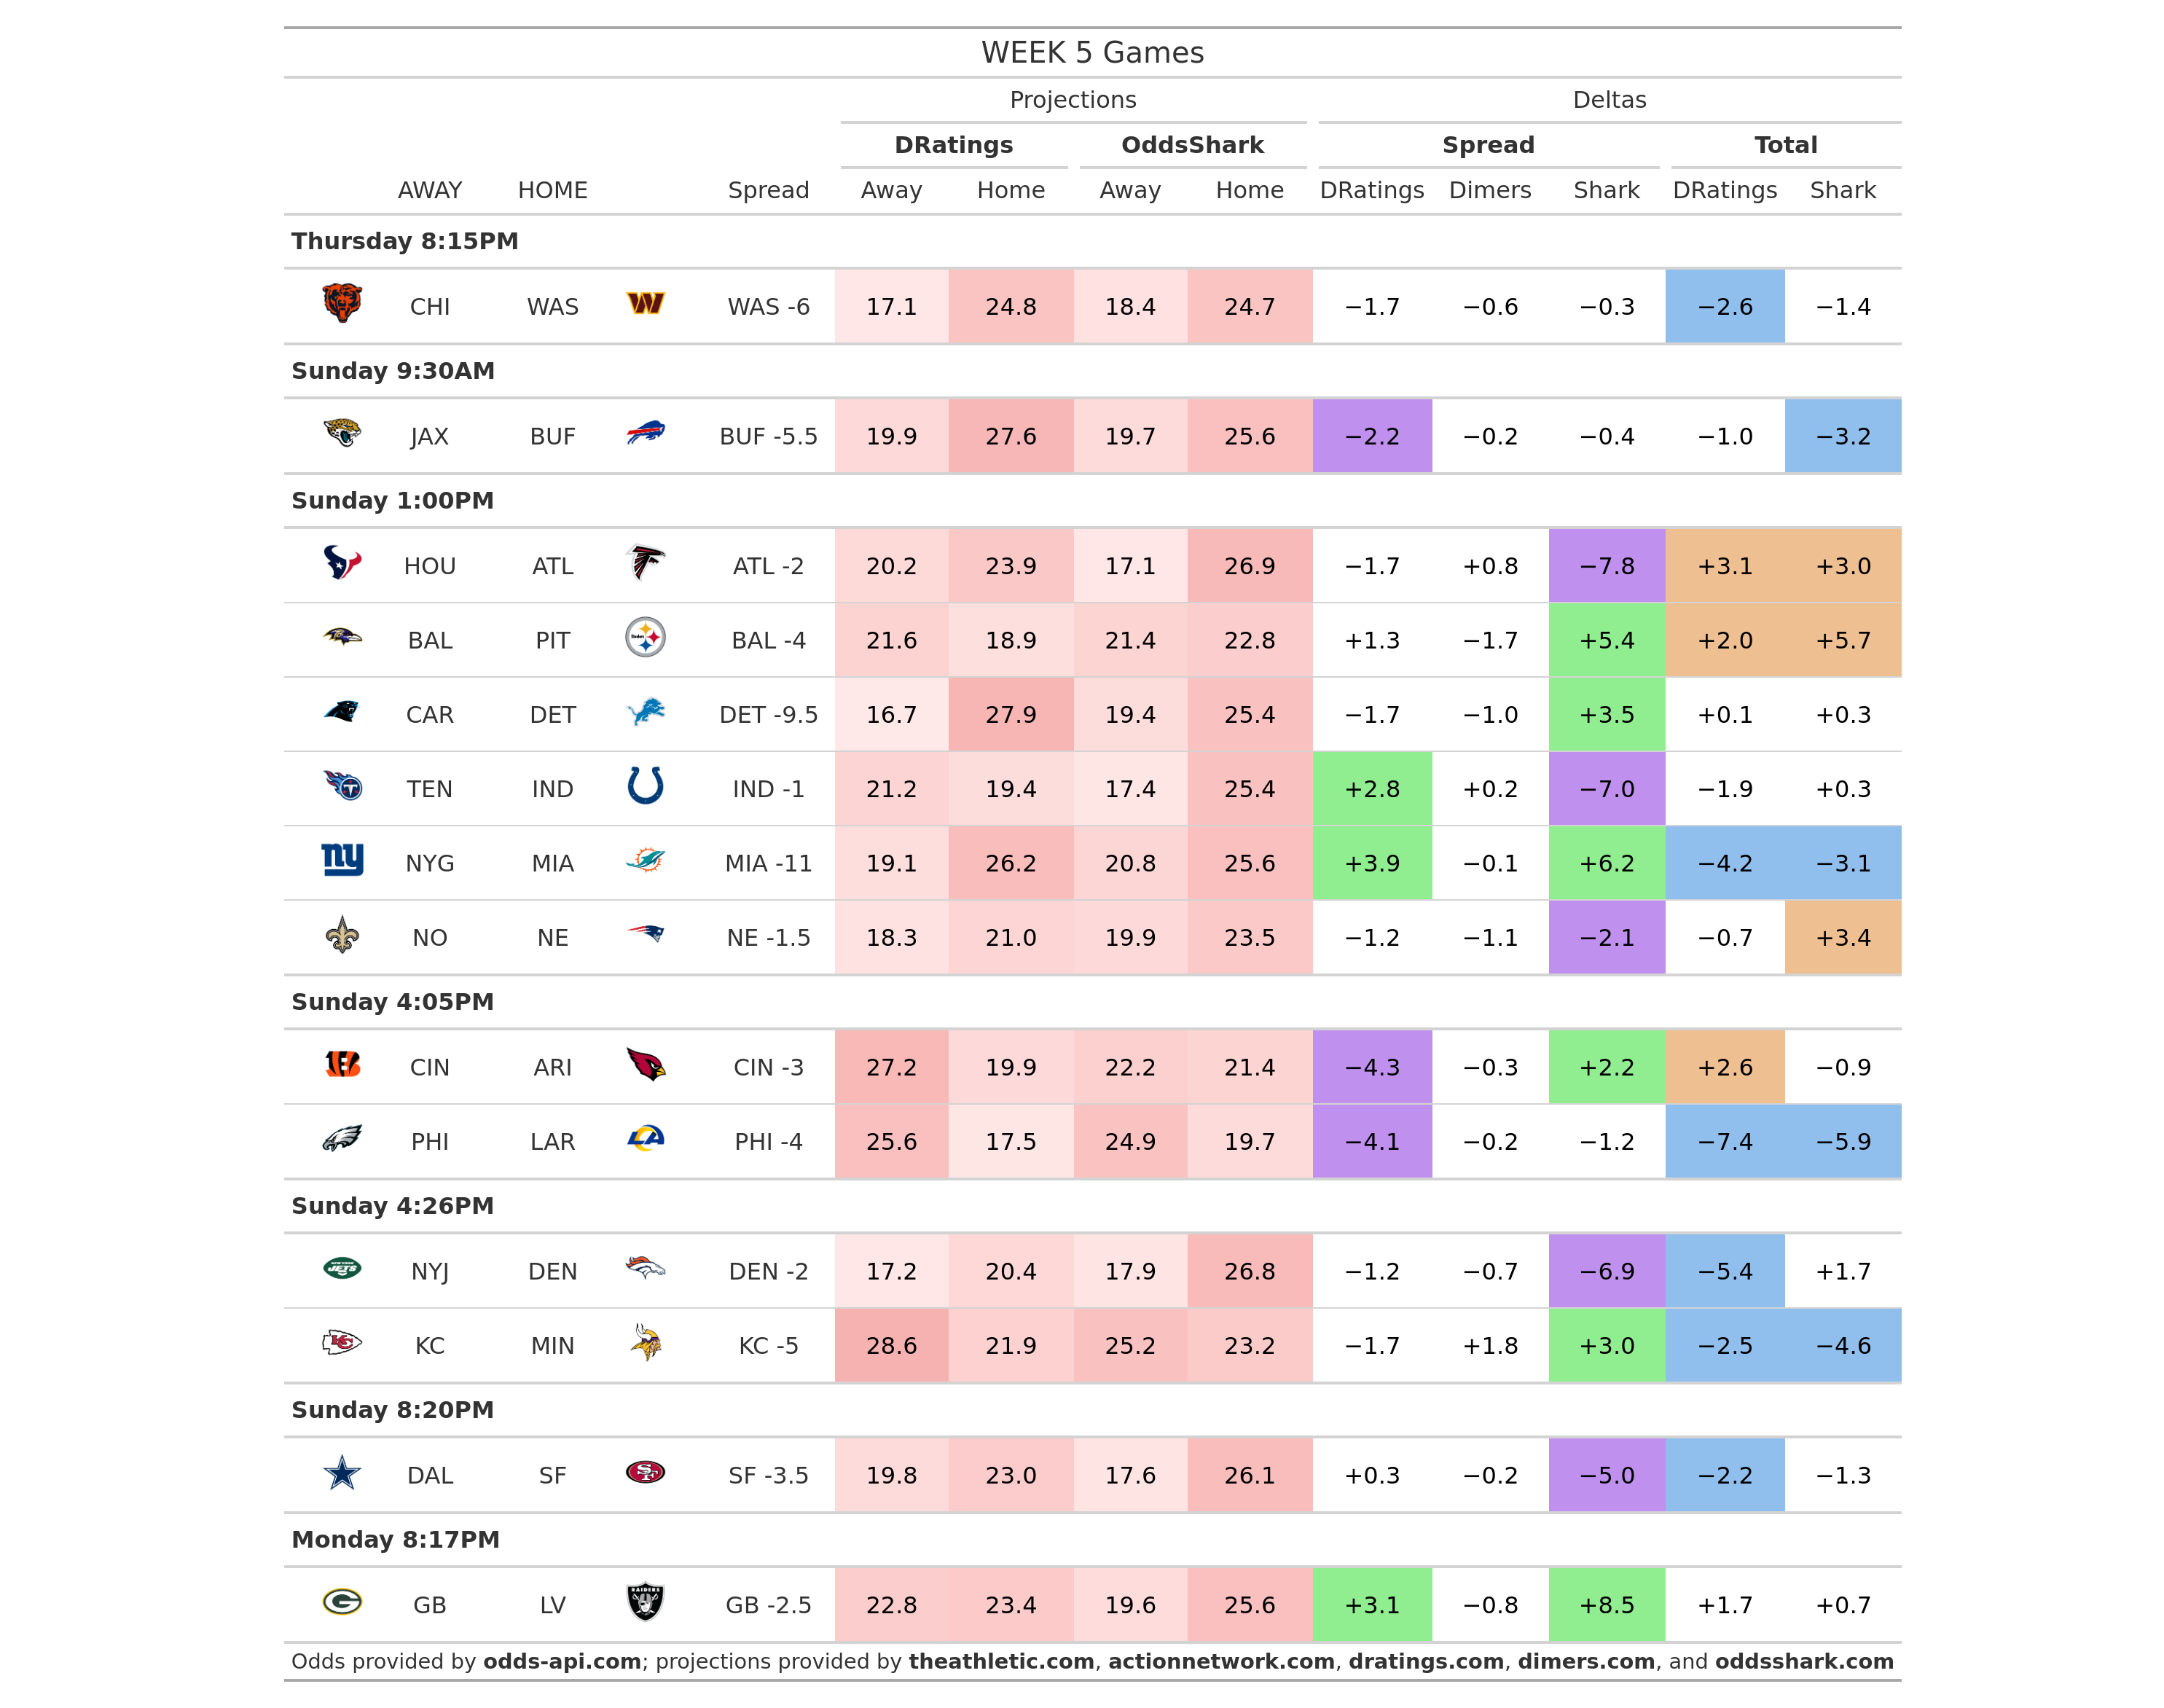 WEEK 5 Games
Projections Deltas
DRatings OddsShark Spread Total
AWAY HOME Spread Away Home Away Home DRatings Dimers Shark DRatings Shark
Thursday 8:15PM
CHI WAS WAS -6 17.1 24.8 18.4 24.7 −1.7 −0.6 −0.3 −2.6 −1.4
Sunday 9:30AM
JAX BUF BUF -5.5 19.9 27.6 19.7 25.6 −2.2 −0.2 −0.4 −1.0 −3.2
Sunday 1:00PM
HOU ATL ATL -2 20.2 23.9 17.1 26.9 −1.7 +0.8 −7.8 +3.1 +3.0
BAL PIT BAL -4 21.6 18.9 21.4 22.8 +1.3 −1.7 +5.4 +2.0 +5.7
CAR DET DET -9.5 16.7 27.9 19.4 25.4 −1.7 −1.0 +3.5 +0.1 +0.3
TEN IND IND -1 21.2 19.4 17.4 25.4 +2.8 +0.2 −7.0 −1.9 +0.3
ny NYG MIA MIA -11 19.1 26.2 20.8 25.6 +3.9 −0.1 +6.2 −4.2 −3.1
NO NE NE -1.5 18.3 21.0 19.9 23.5 −1.2 −1.1 −2.1 −0.7 +3.4
Sunday 4:05PM
CIN ARI CIN -3 27.2 19.9 22.2 21.4 −4.3 −0.3 +2.2 +2.6 −0.9
PHI LAR LA PHI -4 25.6 17.5 24.9 19.7 −4.1 −0.2 −1.2 −7.4 −5.9
Sunday 4:26PM
JETS NYJ DEN DEN -2 17.2 20.4 17.9 26.8 −1.2 −0.7 −6.9 −5.4 +1.7
KC KC MIN KC -5 28.6 21.9 25.2 23.2 −1.7 +1.8 +3.0 −2.5 −4.6
Sunday 8:20PM
DAL SF SF SF -3.5 19.8 23.0 17.6 26.1 +0.3 −0.2 −5.0 −2.2 −1.3
Monday 8:17PM
G GB LV RAIDERS GB -2.5 22.8 23.4 19.6 25.6 +3.1 −0.8 +8.5 +1.7 +0.7
Odds provided by odds-api.com; projections provided by theathletic.com, actionnetwork.com, dratings.com, dimers.com, and oddsshark.com